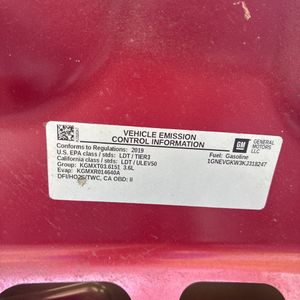 VEHICLE EMISSION
CONTROL INFORMATION
GM
GENERAL
MOTORS
LLC
Conforms to Regulations: 2019
U.S. EPA class / stds: LDT / TIER3
California class / stds: LDT / ULEV50
Group: KGMXT03.6151 3.6L
Evap: KGMXR014640A
DFI/HO2S/TWC, CA OBD: II
Fuel: Gasoline
1GNEVGKW3KJ318247